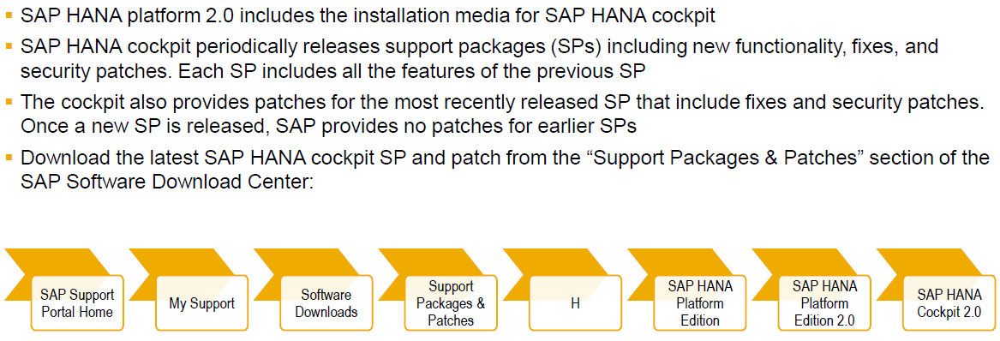 SAP HANA platform 2.0 includes the installation media for SAP HANA cockpit
SAP HANA cockpit periodically releases support packages (SPs) including new functionality, fixes, and
security patches. Each SP includes all the features of the previous SP
The cockpit also provides patches for the most recently released SP that include fixes and security patches.
Once a new SP is released, SAP provides no patches for earlier SPs
Download the latest SAP HANA cockpit SP and patch from the “Support Packages & Patches” section of the
SAP Software Download Center:
SAP Support
Portal Home
My Support
Software
Downloads
Support
Packages &
Patches
H
SAP HANA
Platform
Edition
SAP HANA
Platform
Edition 2.0
SAP HANA
Cockpit 2.0